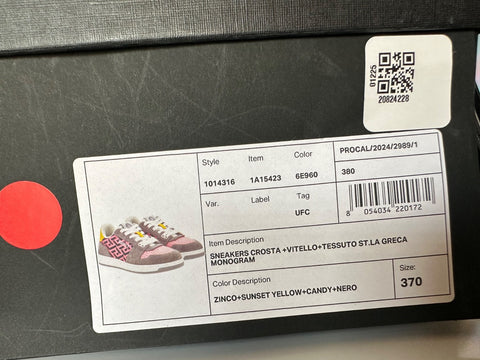 01225
20824228
Style Item Color PROCAL/2024/2989/1
1014316 1A15423 6E960 380
Var. Label Tag
UFC
8 054034 220172
Item Description
SNEAKERS CROSTA +VITELLO+TESSUTO ST.LA GRECA
MONOGRAM
Color Description Size:
ZINCO+SUNSET YELLOW+CANDY+NERO 370